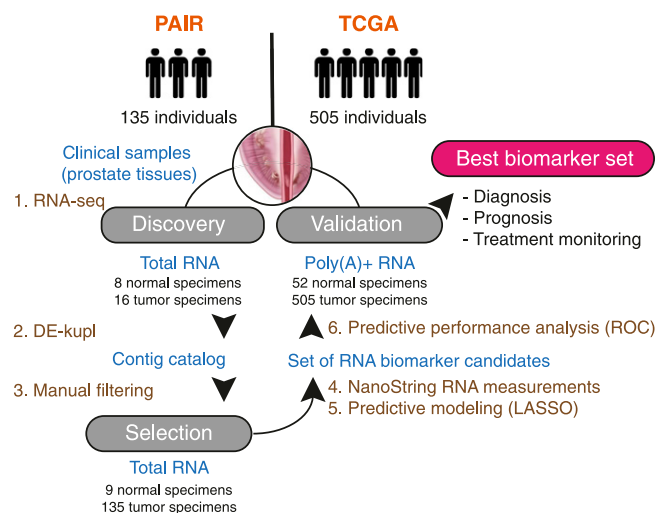 PAIR
TCGA
135 individuals
505 individuals
Clinical samples
(prostate tissues)
Best biomarker set
- Diagnosis
- Prognosis
- Treatment monitoring
1. RNA-seq
Discovery
Validation
Total RNA
8 normal specimens
16 tumor specimens
Poly(A)+ RNA
52 normal specimens
505 tumor specimens
2. DE-kupl
6. Predictive performance analysis (ROC)
Contig catalog
Set of RNA biomarker candidates
3. Manual filtering
4. NanoString RNA measurements
5. Predictive modeling (LASSO)
Selection
Total RNA
9 normal specimens
135 tumor specimens